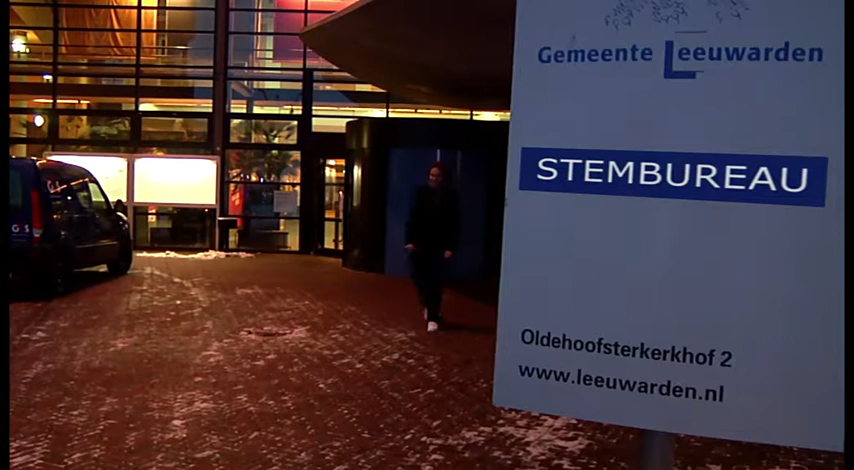 Gemeente Leeuwarden
STEMBUREAU
Oldehoofsterkerkhof 2
www.leeuwarden.nl